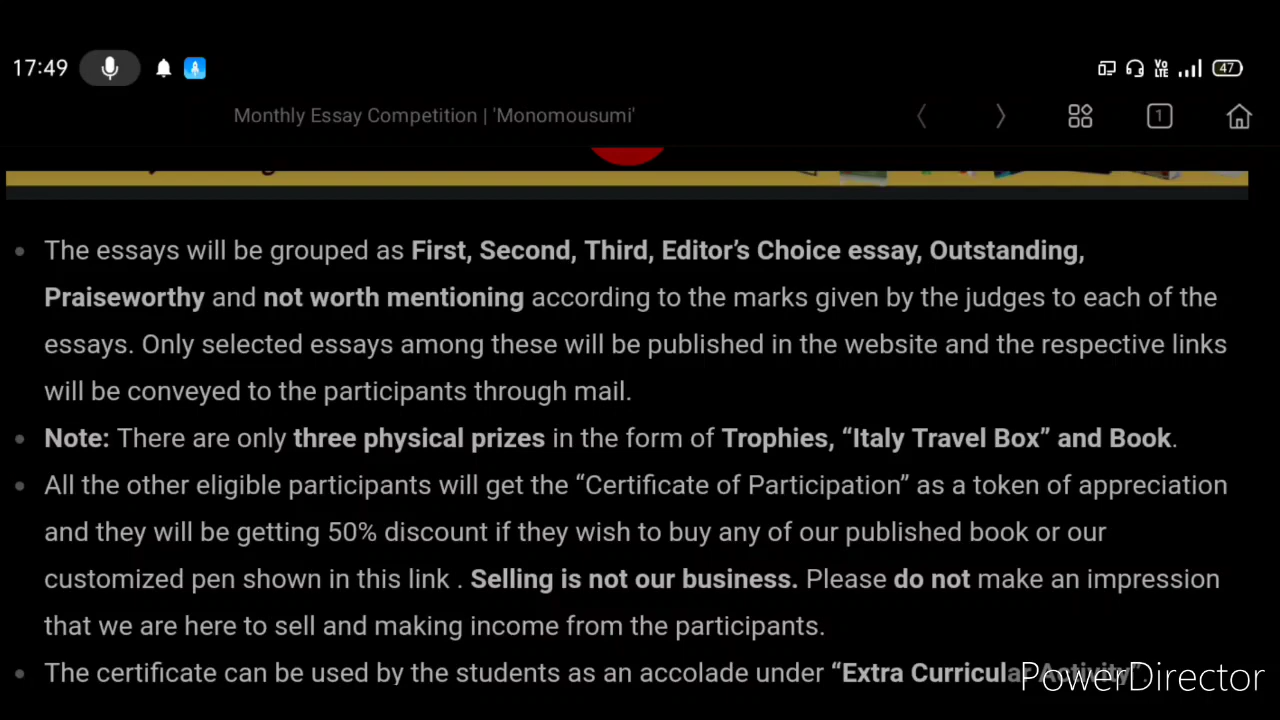 17:49
VO LTE
47
Monthly Essay Competition | 'Monomousumi'
1
The essays will be grouped as First, Second, Third, Editor’s Choice essay, Outstanding,
Praiseworthy and not worth mentioning according to the marks given by the judges to each of the
essays. Only selected essays among these will be published in the website and the respective links
will be conveyed to the participants through mail.
Note: There are only three physical prizes in the form of Trophies, “Italy Travel Box” and Book.
All the other eligible participants will get the “Certificate of Participation” as a token of appreciation
and they will be getting 50% discount if they wish to buy any of our published book or our
customized pen shown in this link . Selling is not our business. Please do not make an impression
that we are here to sell and making income from the participants.
The certificate can be used by the students as an accolade under “Extra Curricular Activity”.
PowerDirector